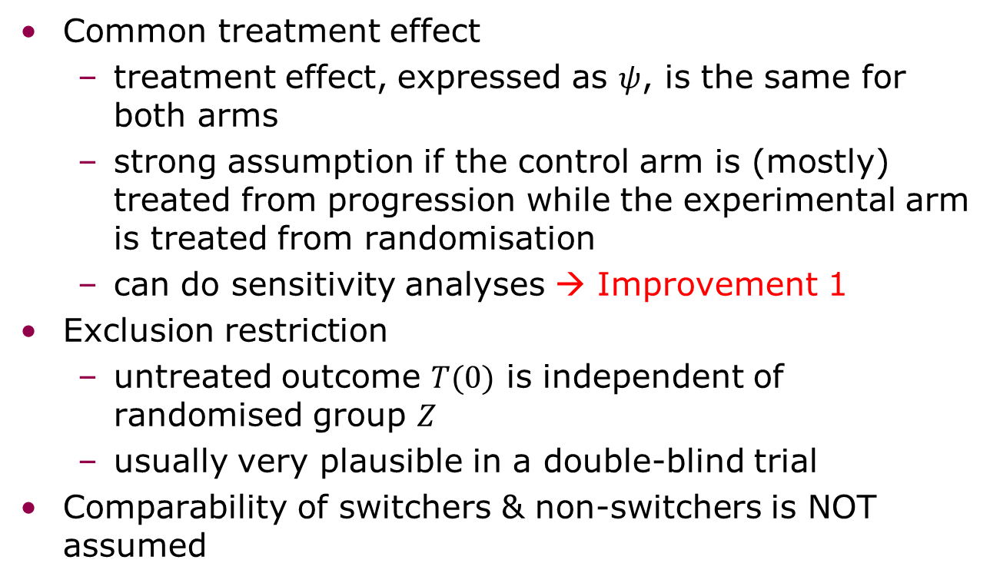 • Common treatment effect
– treatment effect, expressed as ψ, is the same for
both arms
– strong assumption if the control arm is (mostly)
treated from progression while the experimental arm
is treated from randomisation
– can do sensitivity analyses → Improvement 1
• Exclusion restriction
– untreated outcome T(0) is independent of
randomised group Z
– usually very plausible in a double-blind trial
• Comparability of switchers & non-switchers is NOT
assumed